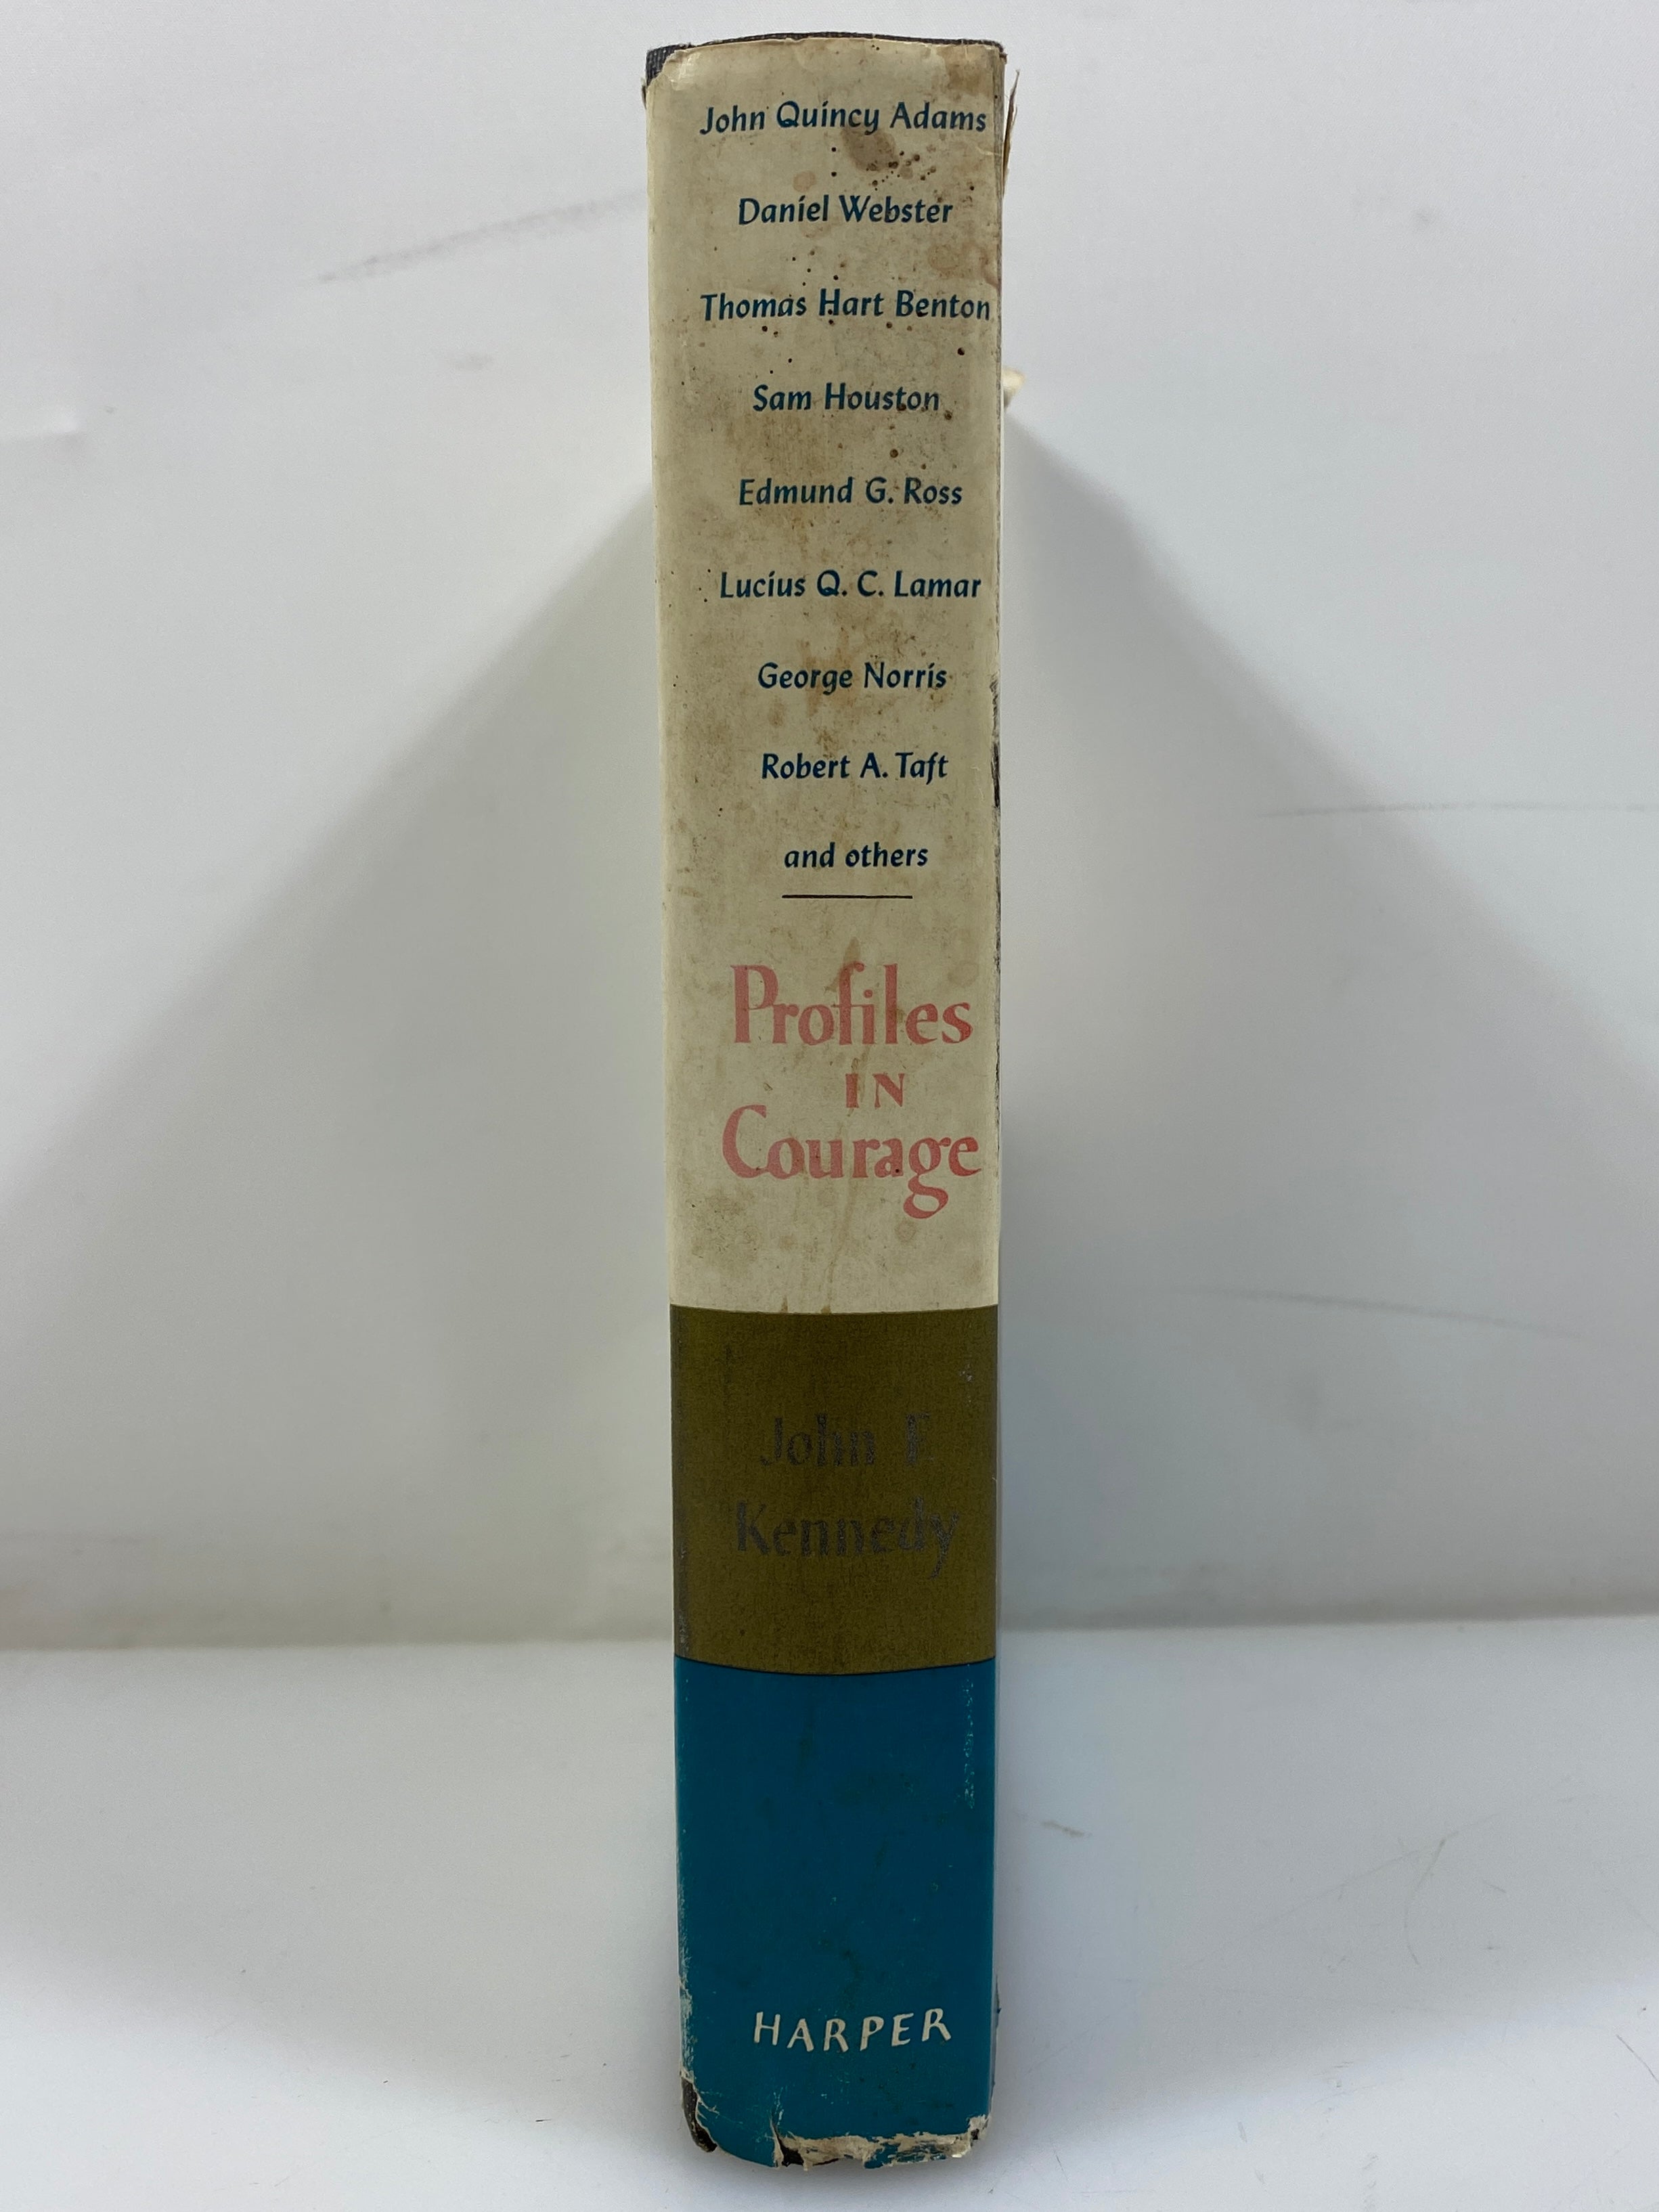 John Quincy Adams
Daniel Webster
Thomas Hart Benton
Sam Houston
Edmund G. Ross
Lucius Q. C. Lamar
George Norris
Robert A. Taft
and others
Profiles
IN
Courage
John F.
Kennedy
HARPER